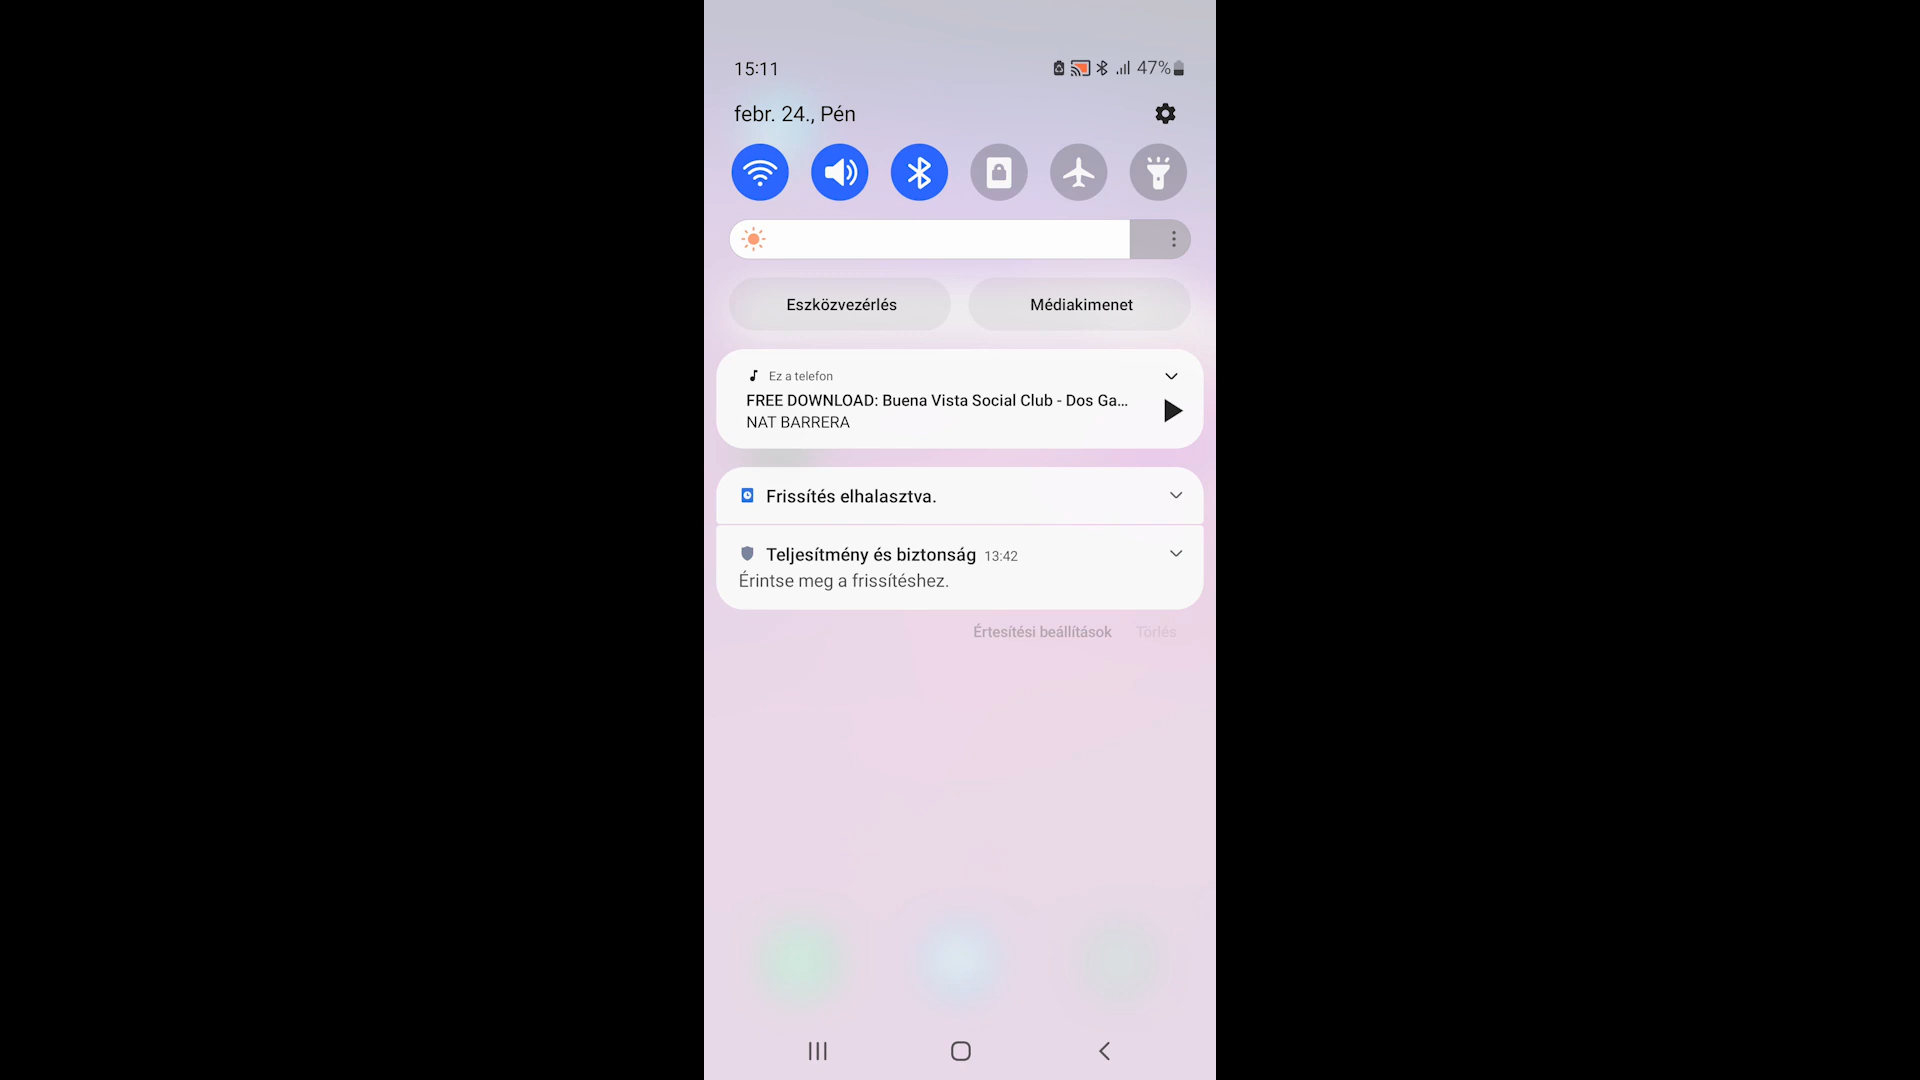 15:11
47%
febr. 24., Pén
Eszközvezérlés
Médiakimenet
Ez a telefon
FREE DOWNLOAD: Buena Vista Social Club - Dos Ga...
NAT BARRERA
Frissítés elhalasztva.
Teljesítmény és biztonság 13:42
Érintse meg a frissítéshez.
Értesítési beállítások
Törlés